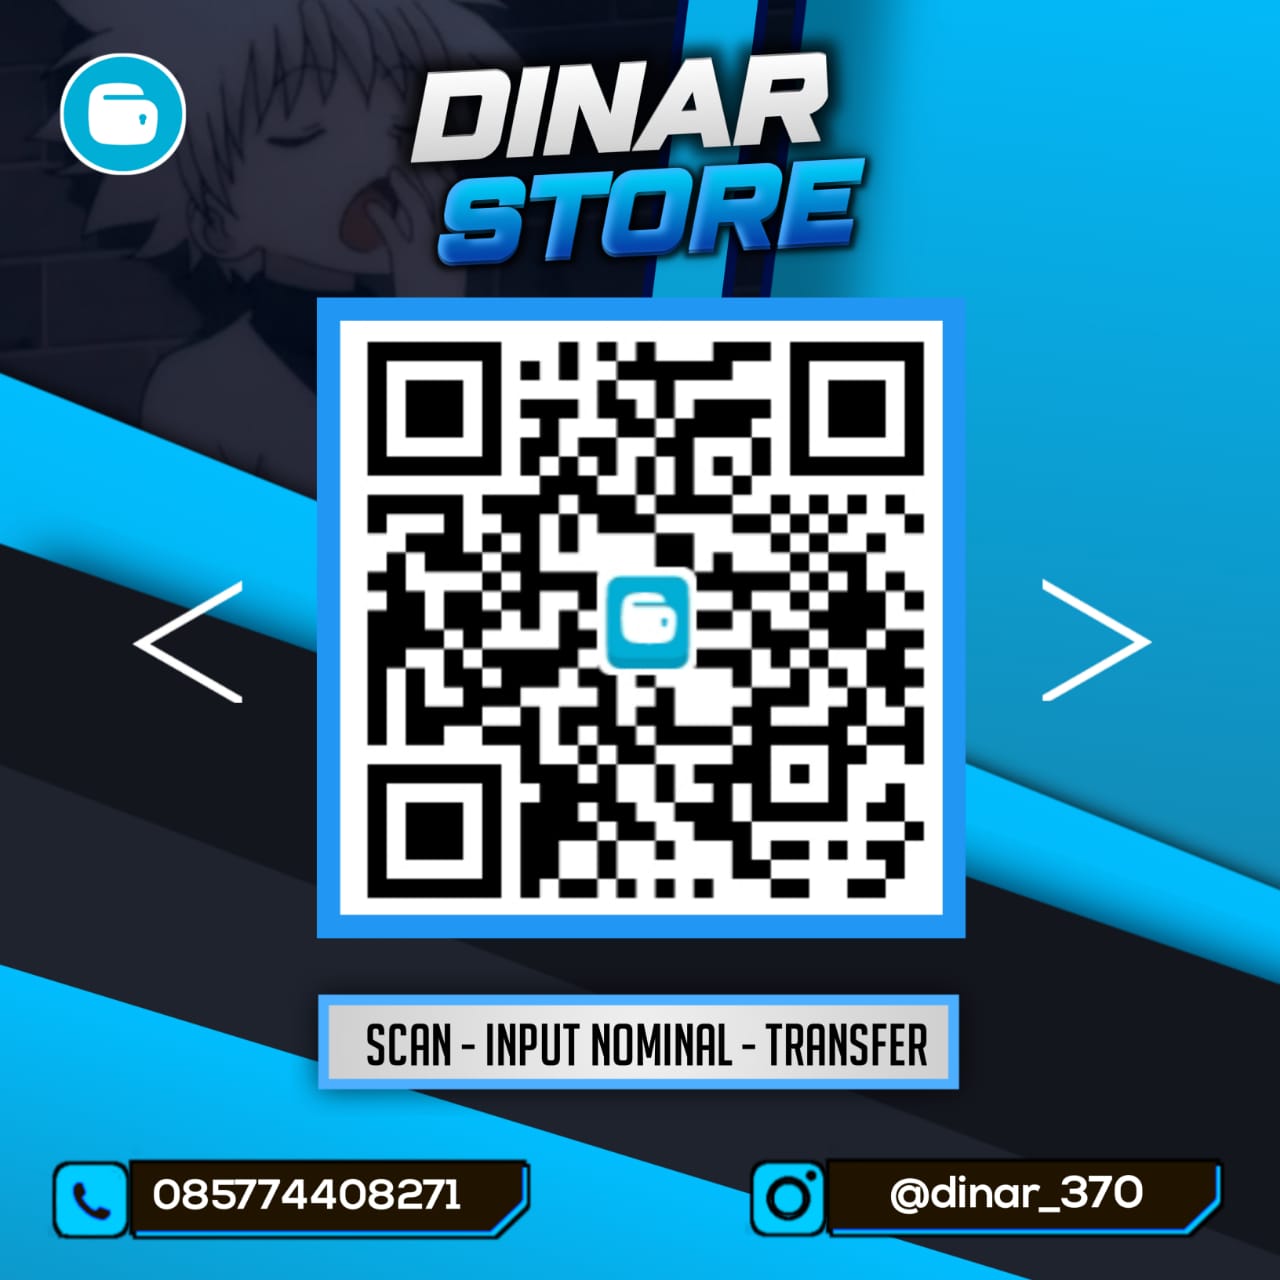 DINAR
STORE
SCAN - INPUT NOMINAL - TRANSFER
085774408271
@dinar_370